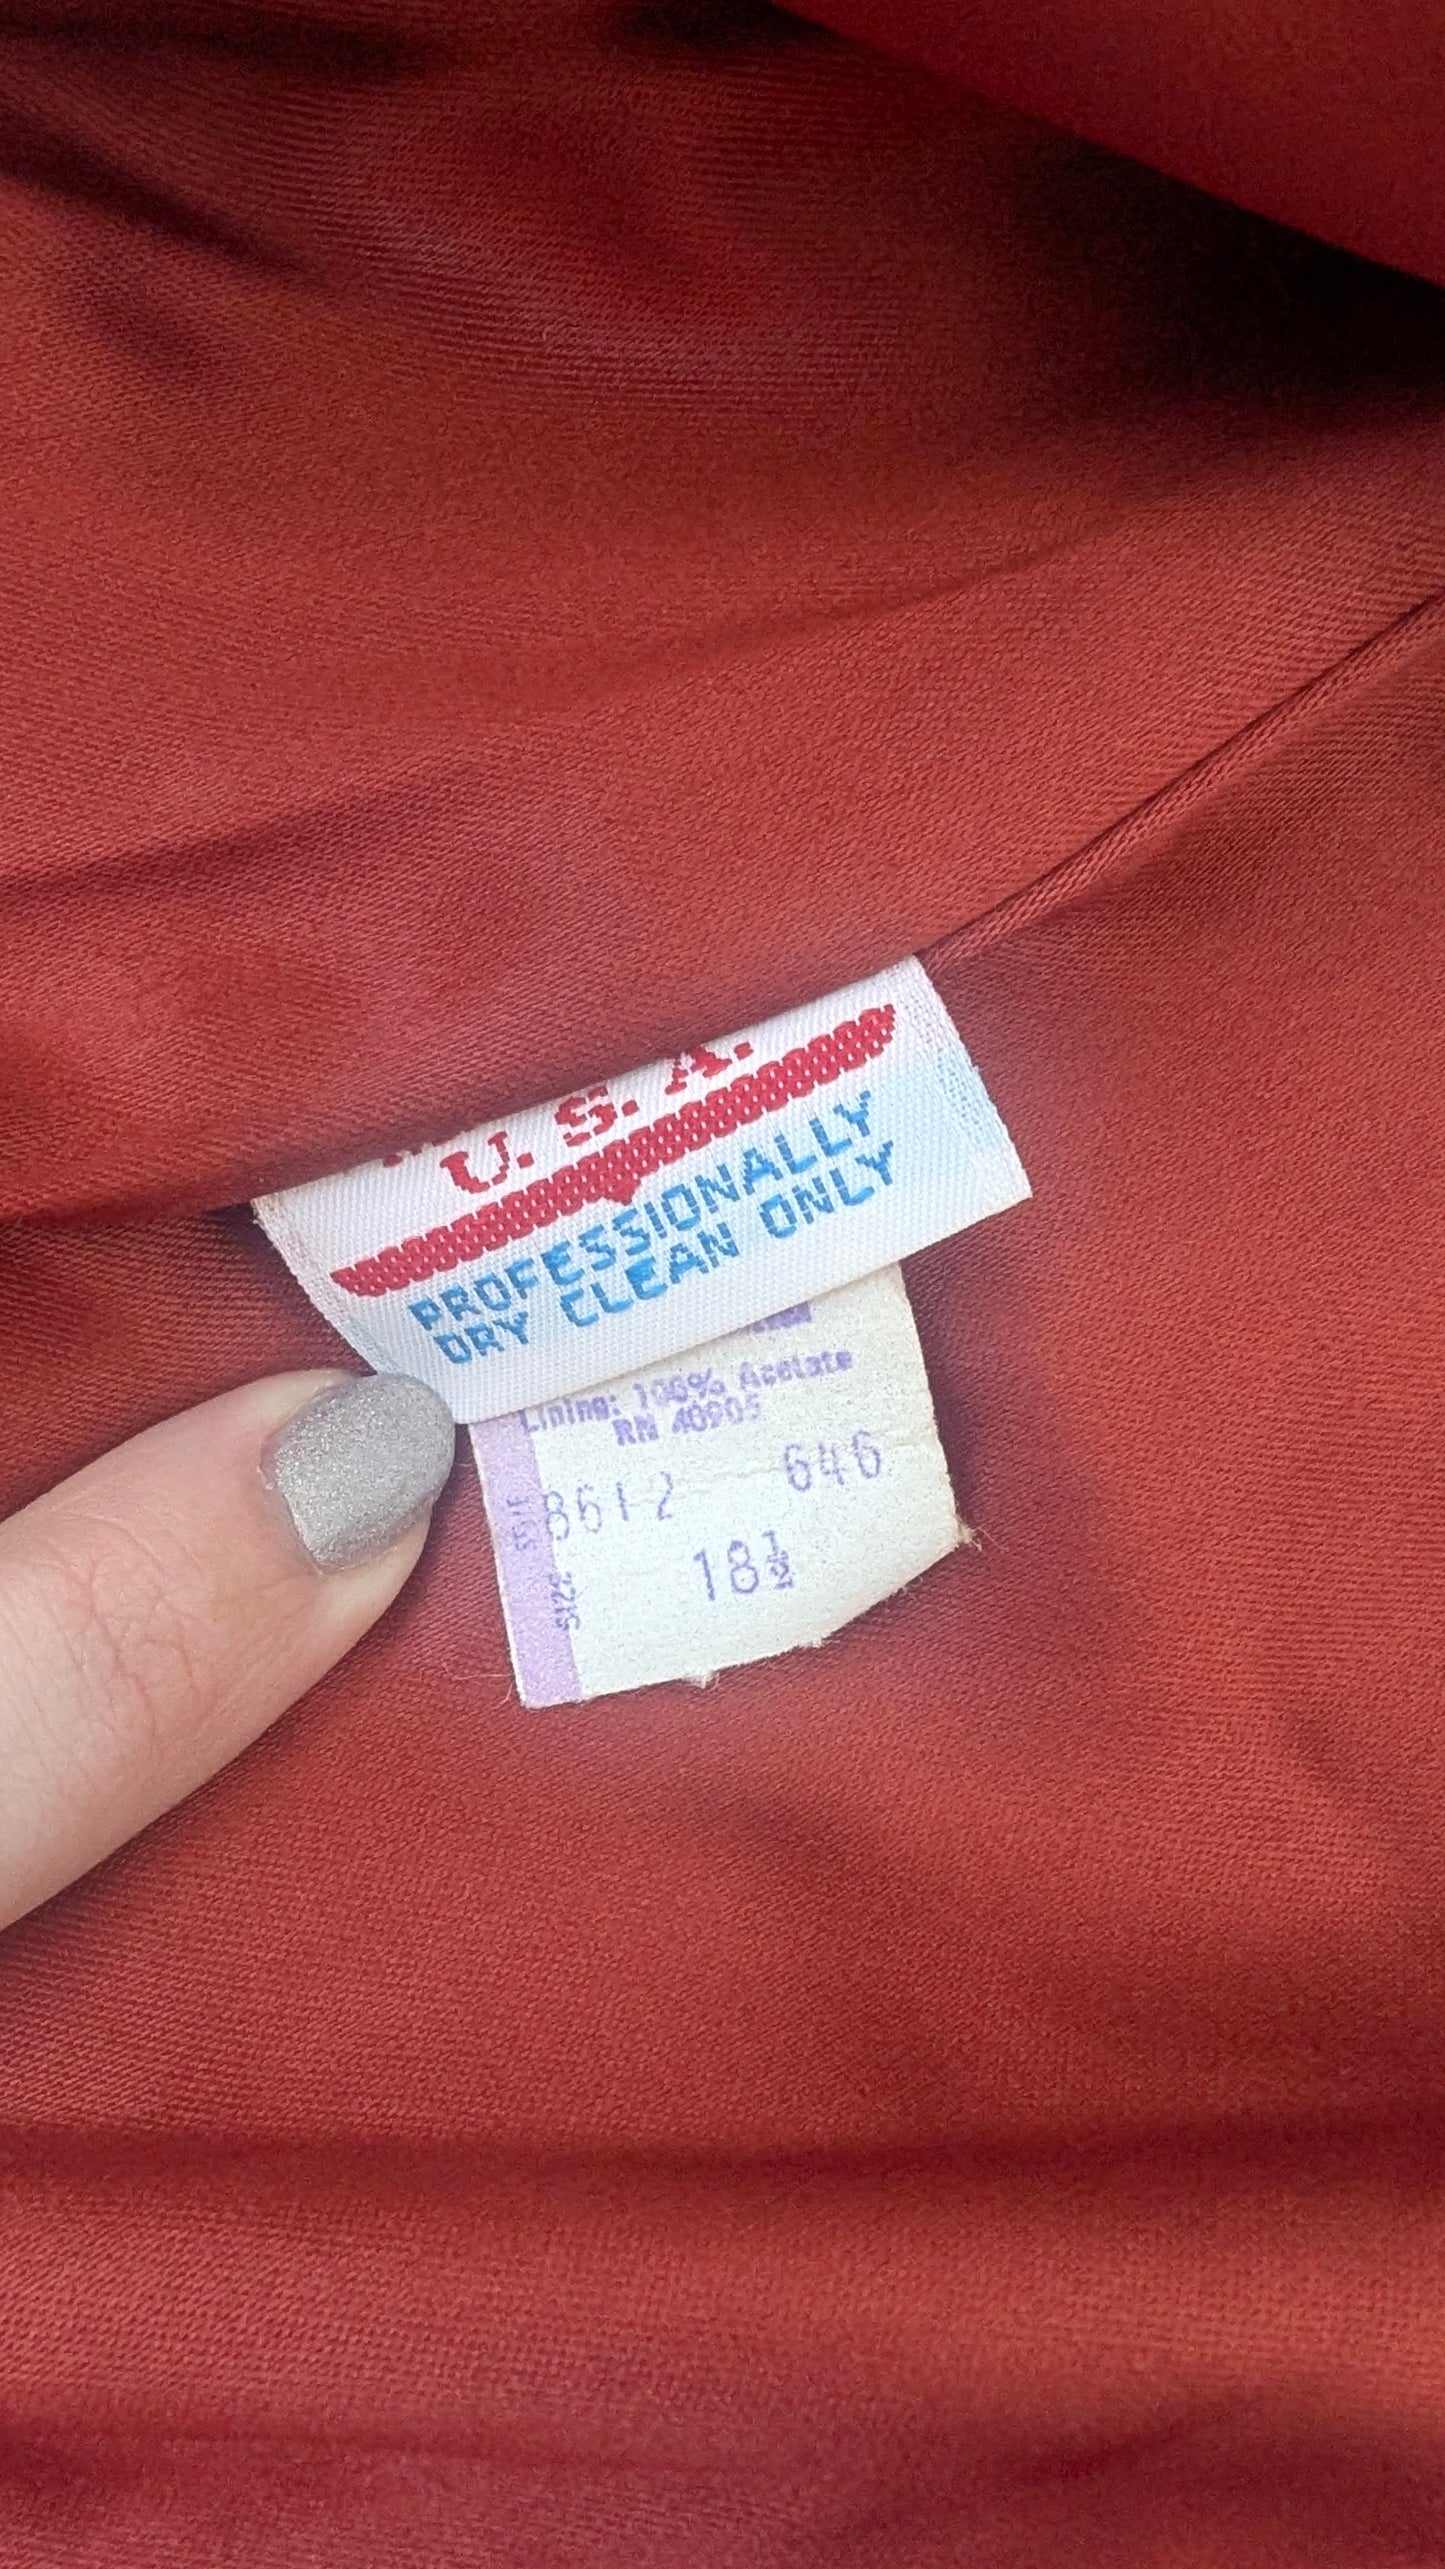 U. S. A.
PROFESSIONALLY
DRY CLEAN ONLY
Lining: 100% Acetate
RN 40905
STYLE 8612 646
SIZE 18½